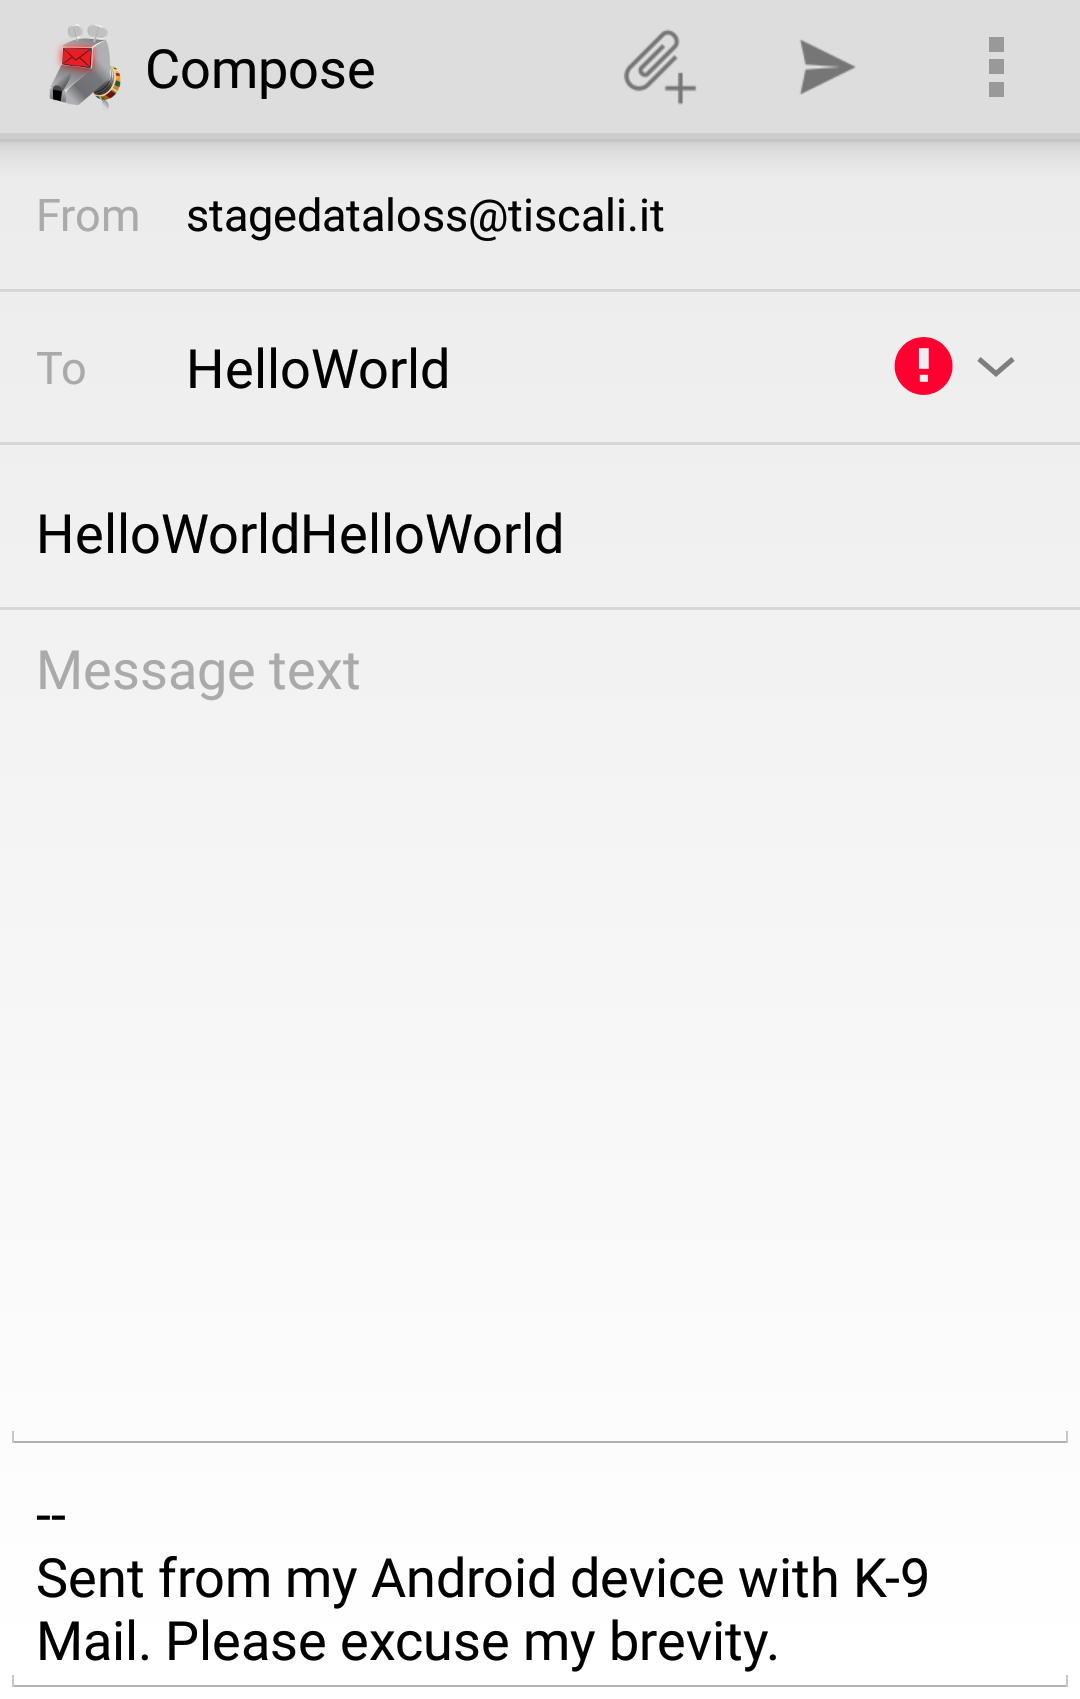 Compose
From stagedataloss@tiscali.it
To HelloWorld
HelloWorldHelloWorld
Message text
--
Sent from my Android device with K-9
Mail. Please excuse my brevity.